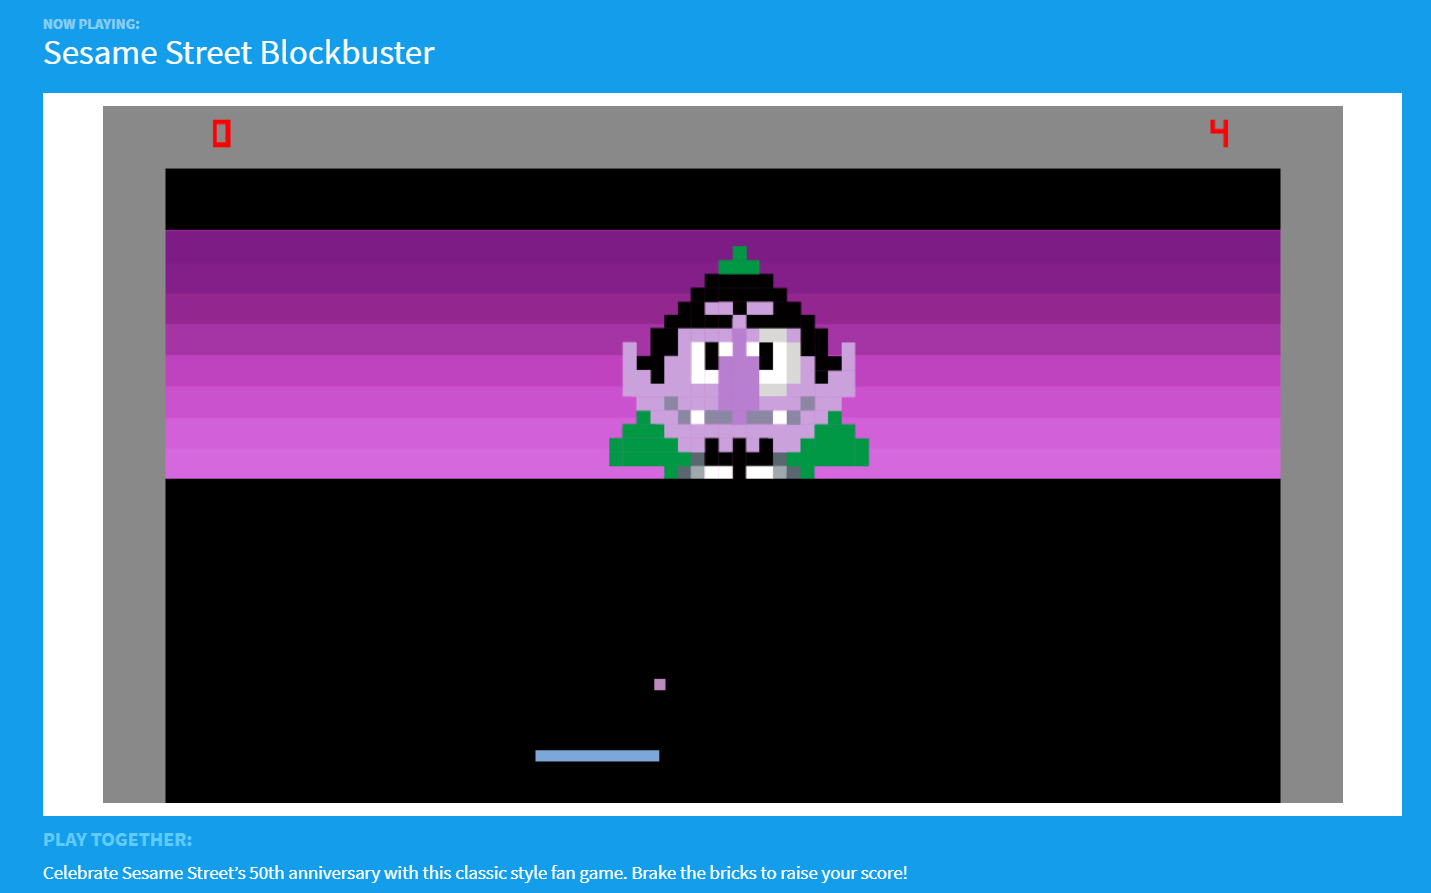 NOW PLAYING:
Sesame Street Blockbuster
0 4
PLAY TOGETHER:
Celebrate Sesame Street's 50th anniversary with this classic style fan game. Brake the bricks to raise your score!